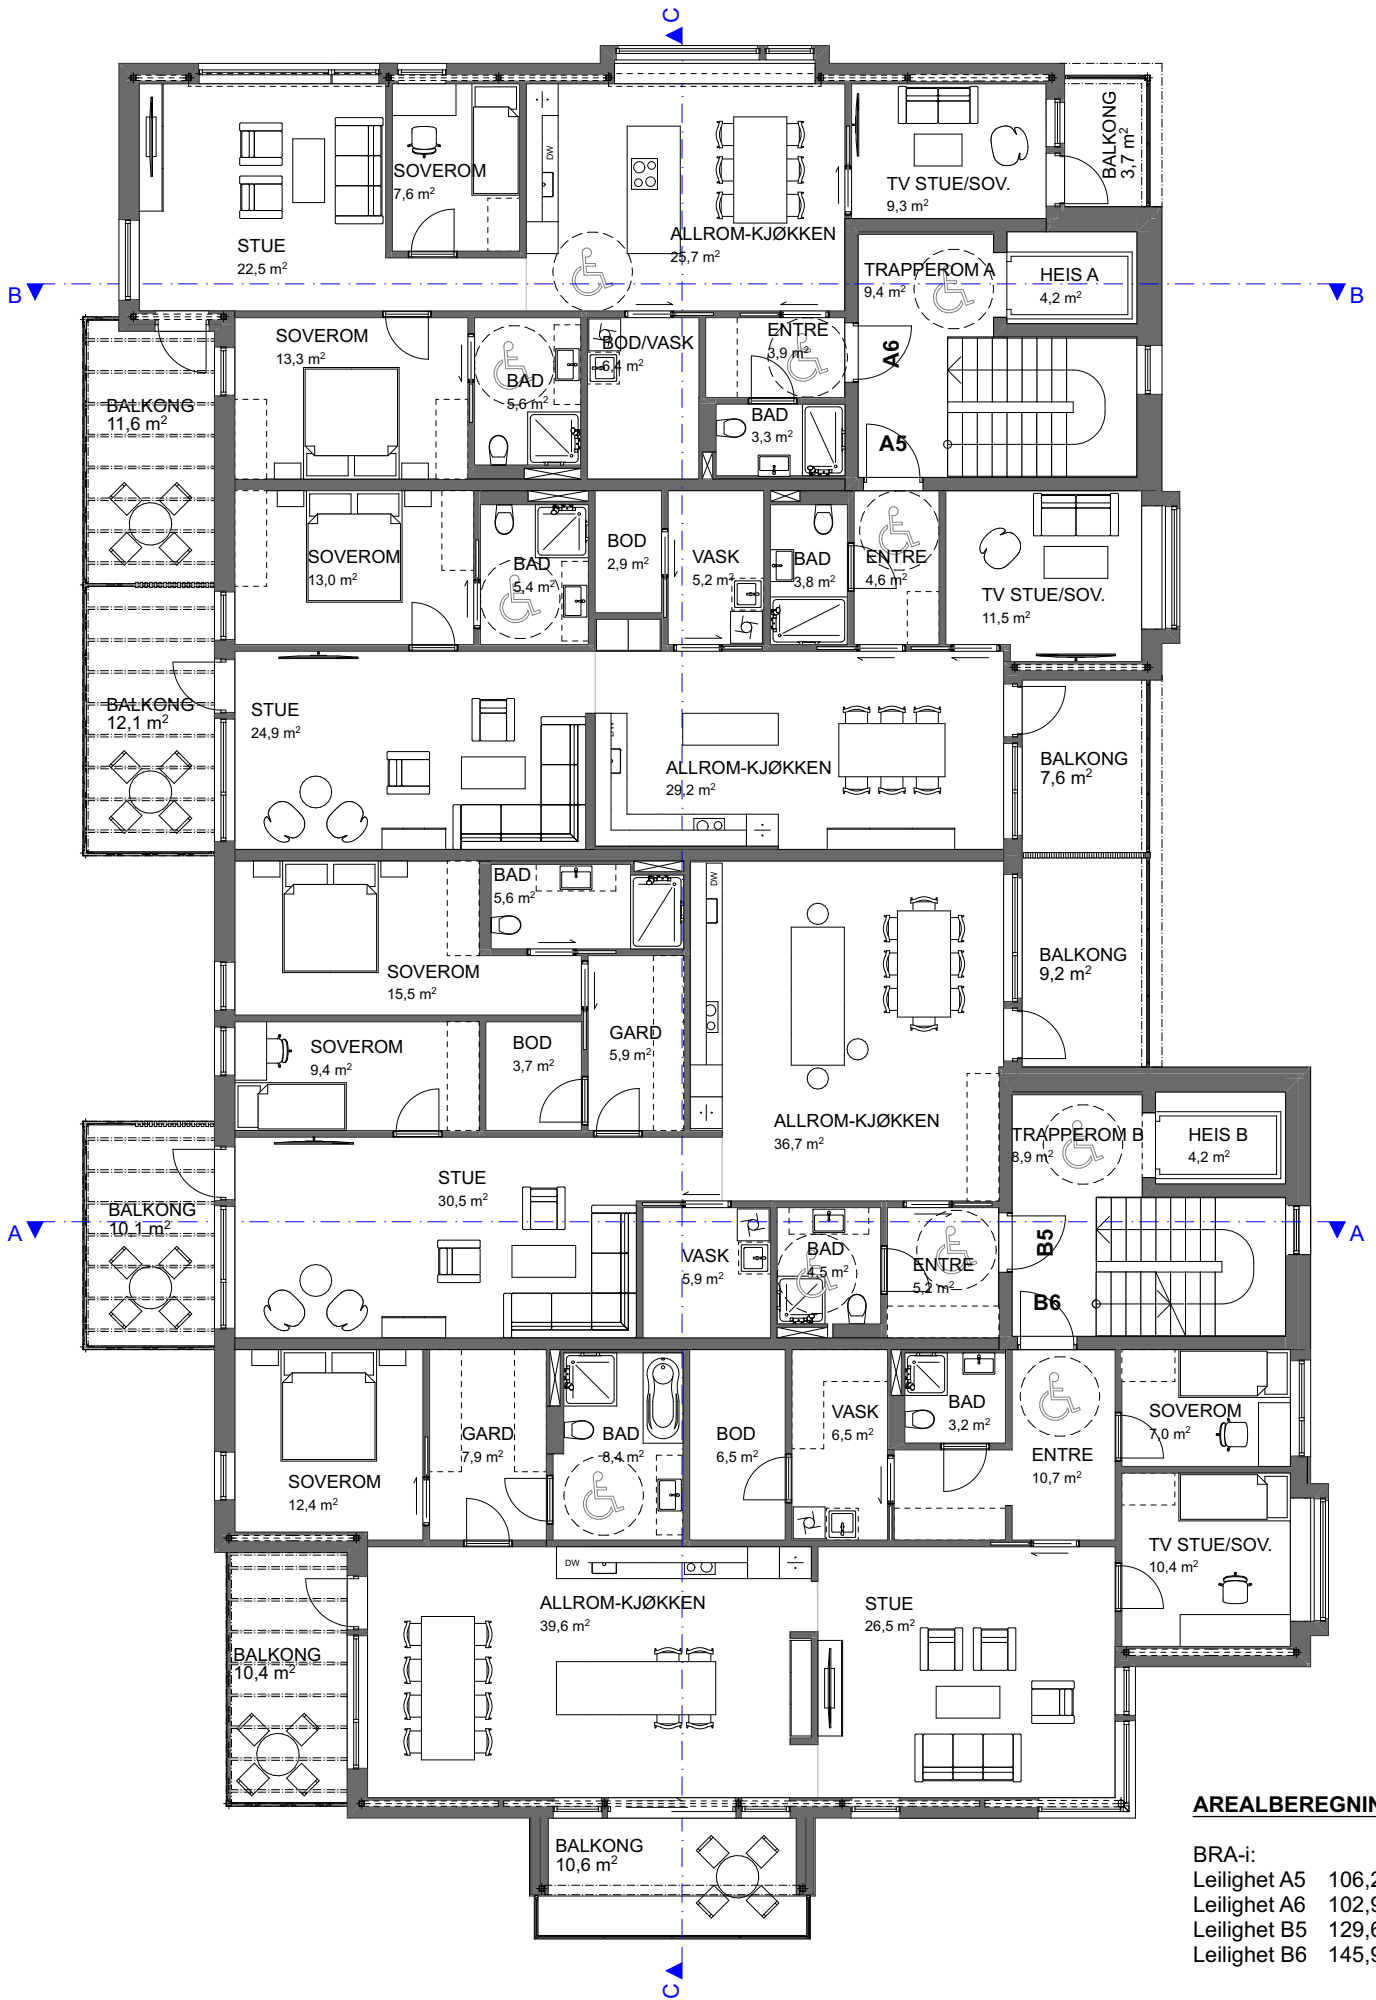 C
BALKONG
3,7 m²
SOVEROM
7,6 m²
DW
TV STUE/SOV.
9,3 m²
STUE
22,5 m²
ALLROM-KJØKKEN
25,7 m²
TRAPPEROM A
9,4 m²
HEIS A
4,2 m²
B
B
SOVEROM
13,3 m²
BAD
5,6 m²
BOD/VASK
6,4 m²
ENTRE
3,9 m²
A6
BALKONG
11,6 m²
BAD
3,3 m²
A5
SOVEROM
13,0 m²
BAD
5,4 m²
BOD
2,9 m²
VASK
5,2 m²
BAD
3,8 m²
ENTRE
4,6 m²
TV STUE/SOV.
11,5 m²
BALKONG
12,1 m²
STUE
24,9 m²
DW
ALLROM-KJØKKEN
29,2 m²
BALKONG
7,6 m²
BAD
5,6 m²
DW
SOVEROM
15,5 m²
BALKONG
9,2 m²
SOVEROM
9,4 m²
BOD
3,7 m²
GARD
5,9 m²
ALLROM-KJØKKEN
36,7 m²
TRAPPEROM B
8,9 m²
HEIS B
4,2 m²
STUE
30,5 m²
BALKONG
10,1 m²
A
A
VASK
5,9 m²
BAD
4,5 m²
ENTRE
5,2 m²
B5
B6
SOVEROM
12,4 m²
GARD
7,9 m²
BAD
8,4 m²
BOD
6,5 m²
VASK
6,5 m²
BAD
3,2 m²
ENTRE
10,7 m²
SOVEROM
7,0 m²
TV STUE/SOV.
10,4 m²
DW
ALLROM-KJØKKEN
39,6 m²
STUE
26,5 m²
BALKONG
10,4 m²
BALKONG
10,6 m²
C
AREALBEREGNIN
BRA-i:
Leilighet A5 106,2
Leilighet A6 102,9
Leilighet B5 129,6
Leilighet B6 145,9